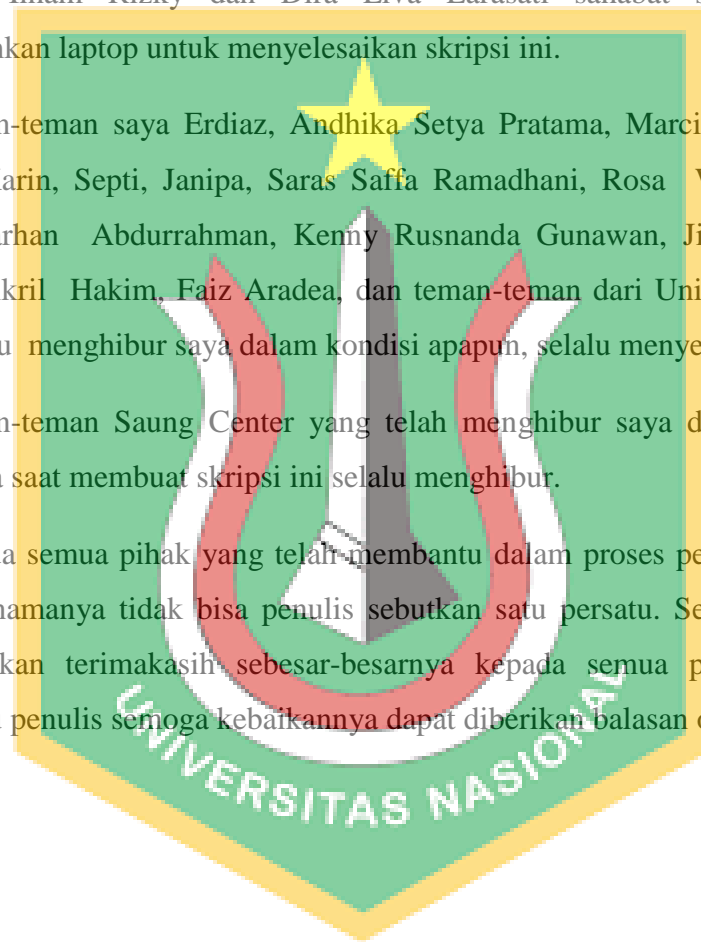 Rizky dan Dira Elva Larasati sahabat
kan laptop untuk menyelesaikan skripsi ini.
n-teman saya Erdiaz, Andhika Setya Pratama, Marci
arin, Septi, Janipa, Saras Saffa Ramadhani, Rosa
arhan Abdurrahman, Kenny Rusnanda Gunawan, Ji
kril Hakim, Faiz Aradea, dan teman-teman dari Uni
u menghibur saya dalam kondisi apapun, selalu menye
n-teman Saung Center yang telah menghibur saya d
a saat membuat skripsi ini selalu menghibur.
a semua pihak yang telah membantu dalam proses pe
namanya tidak bisa penulis sebutkan satu persatu. Se
kan terimakasih sebesar-besarnya kepada semua p
penulis semoga kebaikannya dapat diberikan balasan o
UNIVERSITAS NASIONAL